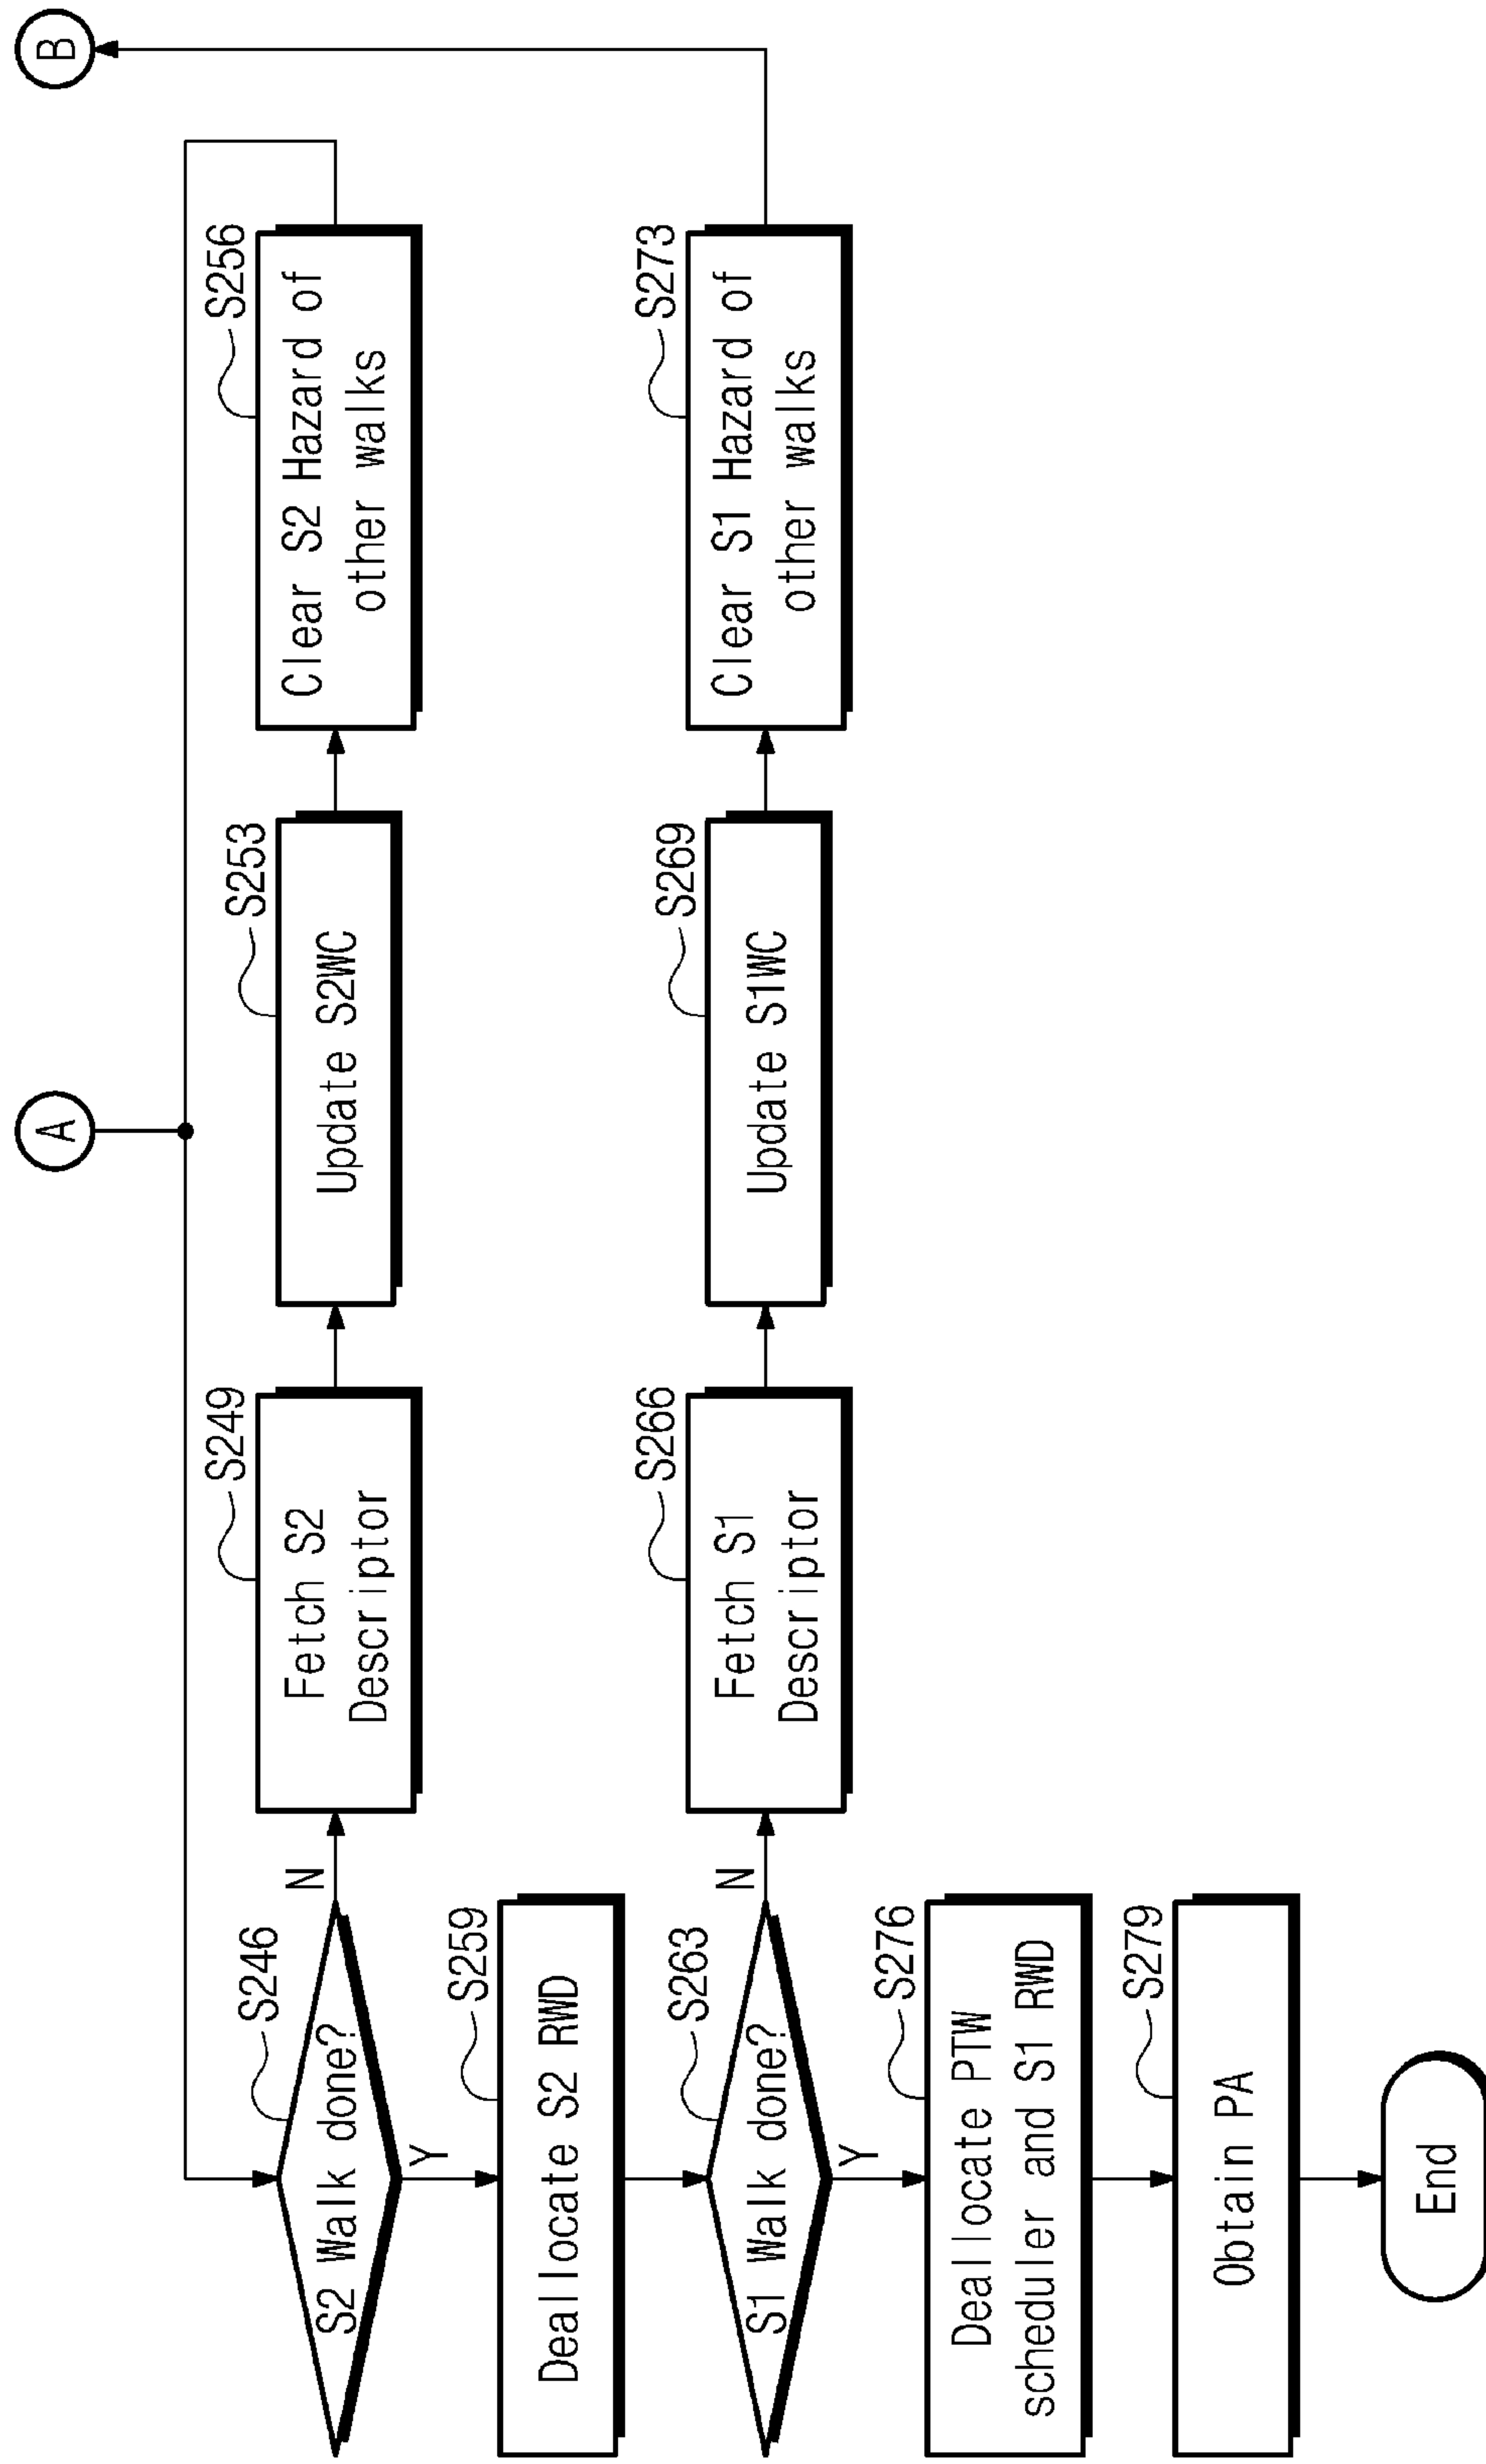 A
B
S246
S2 Walk done?
N
Y
S249
Fetch S2
Descriptor
S253
Update S2WC
S256
Clear S2 Hazard of
other walks
S259
Deallocate S2 RWD
S263
S1 Walk done?
N
Y
S266
Fetch S1
Descriptor
S269
Update S1WC
S273
Clear S1 Hazard of
other walks
S276
Deallocate PTW
scheduler and S1 RWD
S279
Obtain PA
End